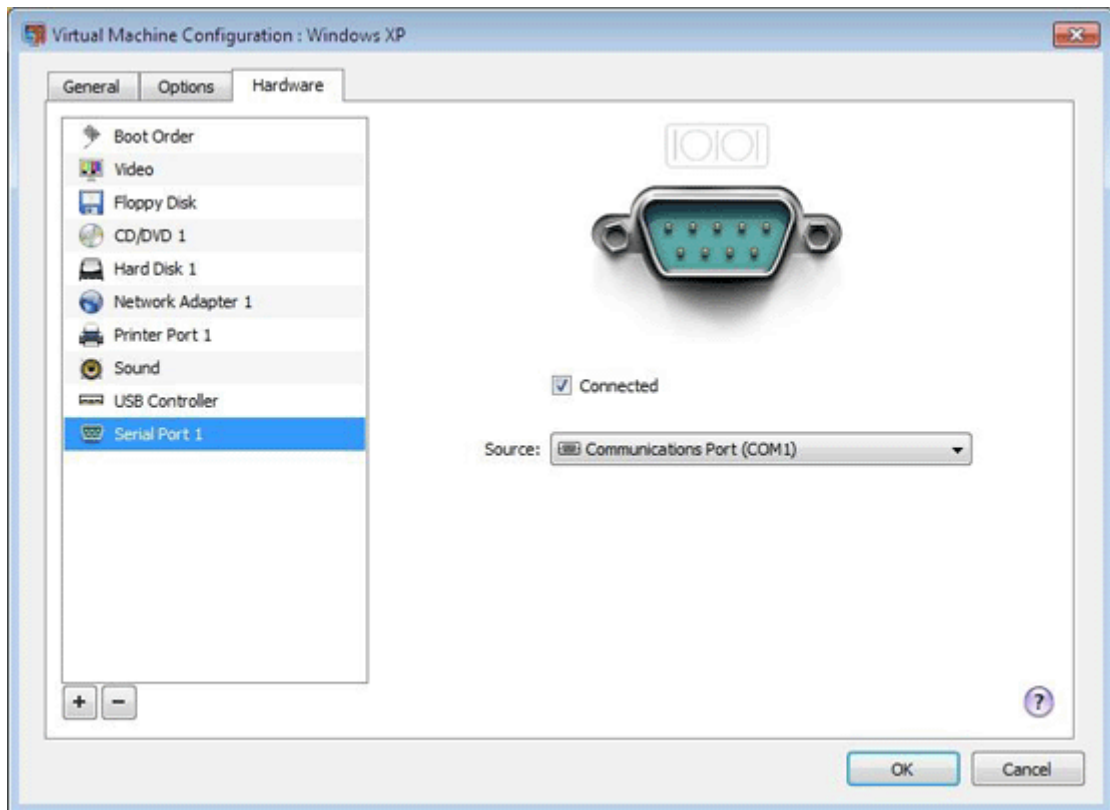 Virtual Machine Configuration : Windows XP
General Options Hardware
Boot Order
Video
Floppy Disk
CD/DVD 1
Hard Disk 1
Network Adapter 1
Printer Port 1
Sound
USB Controller
Serial Port 1
|O|O|
Connected
Source: Communications Port (COM1)
+ −
?
OK Cancel